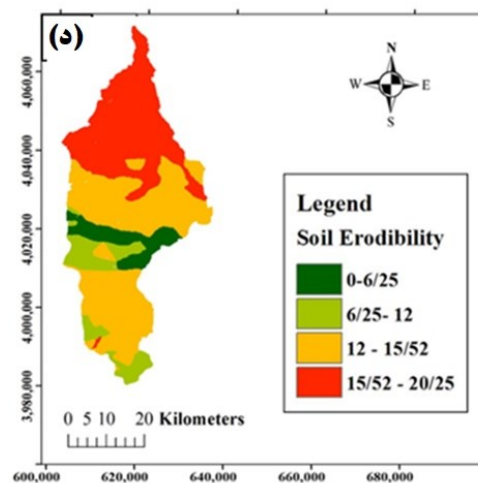 (د)
N
W E
S
4,060,000
4,040,000
4,020,000
4,000,000
3,980,000
Legend
Soil Erodibility
0-6/25
6/25- 12
12 - 15/52
15/52 - 20/25
0 5 10 20 Kilometers
600,000 620,000 640,000 660,000 680,000